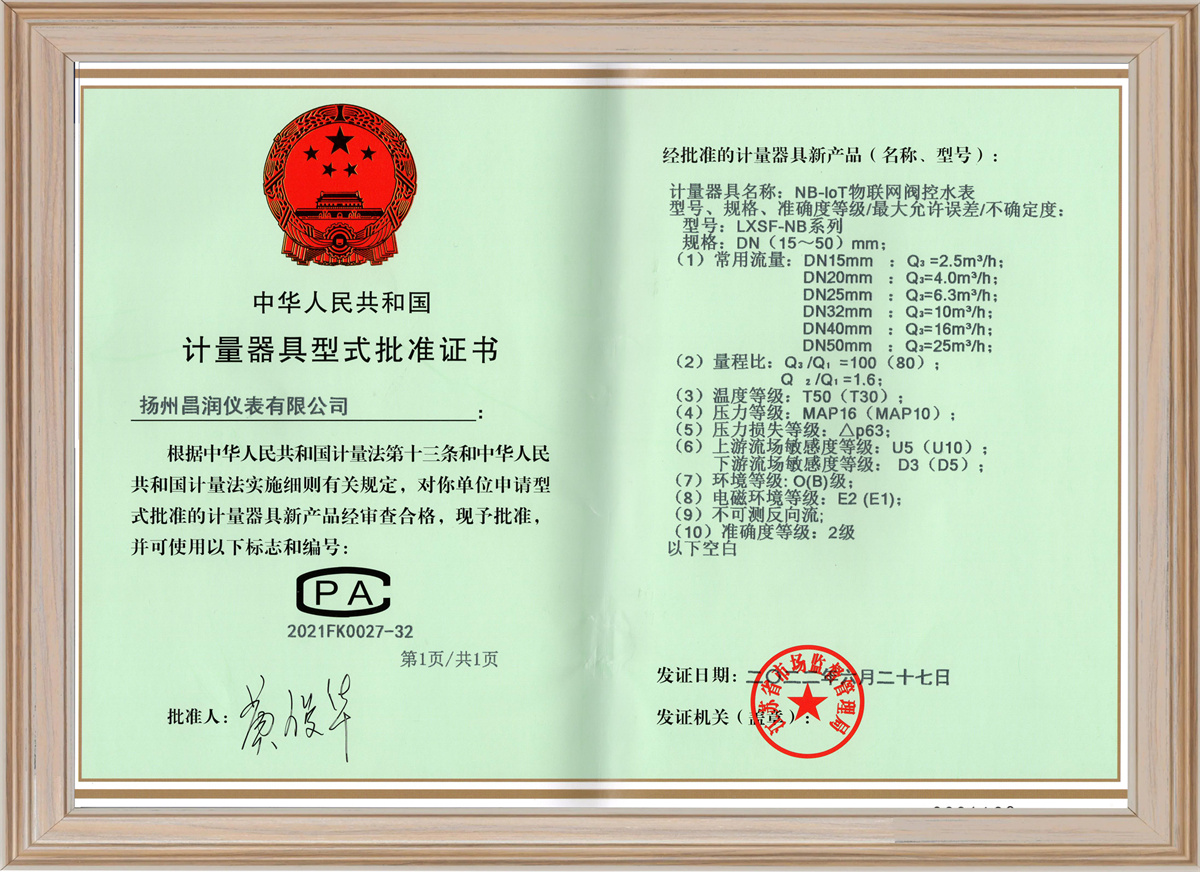 中华人民共和国
计量器具型式批准证书
扬州昌润仪表有限公司：
根据中华人民共和国计量法第十三条和中华人民
共和国计量法实施细则有关规定，对你单位申请型
式批准的计量器具新产品经审查合格，现予批准，
并可使用以下标志和编号：
CPA
2021FK0027-32
第1页/共1页
批准人：
经批准的计量器具新产品（名称、型号）：
计量器具名称：NB-IoT物联网阀控水表
型号、规格、准确度等级/最大允许误差/不确定度：
型号：LXSF-NB系列
规格：DN（15～50）mm；
（1）常用流量：DN15mm ：Q₃=2.5m³/h；
DN20mm ：Q₃=4.0m³/h；
DN25mm ：Q₃=6.3m³/h；
DN32mm ：Q₃=10m³/h；
DN40mm ：Q₃=16m³/h；
DN50mm ：Q₃=25m³/h；
（2）量程比：Q₃/Q₁ =100（80）；
Q ₂/Q₁=1.6；
（3）温度等级：T50（T30）；
（4）压力等级：MAP16（MAP10）；
（5）压力损失等级：△p63；
（6）上游流场敏感度等级：U5（U10）；
下游流场敏感度等级： D3（D5）；
（7）环境等级: O(B)级；
（8）电磁环境等级：E2 (E1)；
（9）不可测反向流;
（10）准确度等级：2级
以下空白
发证日期：二〇二二年六月二十七日
发证机关（盖章）：
江苏省市场监督管理局